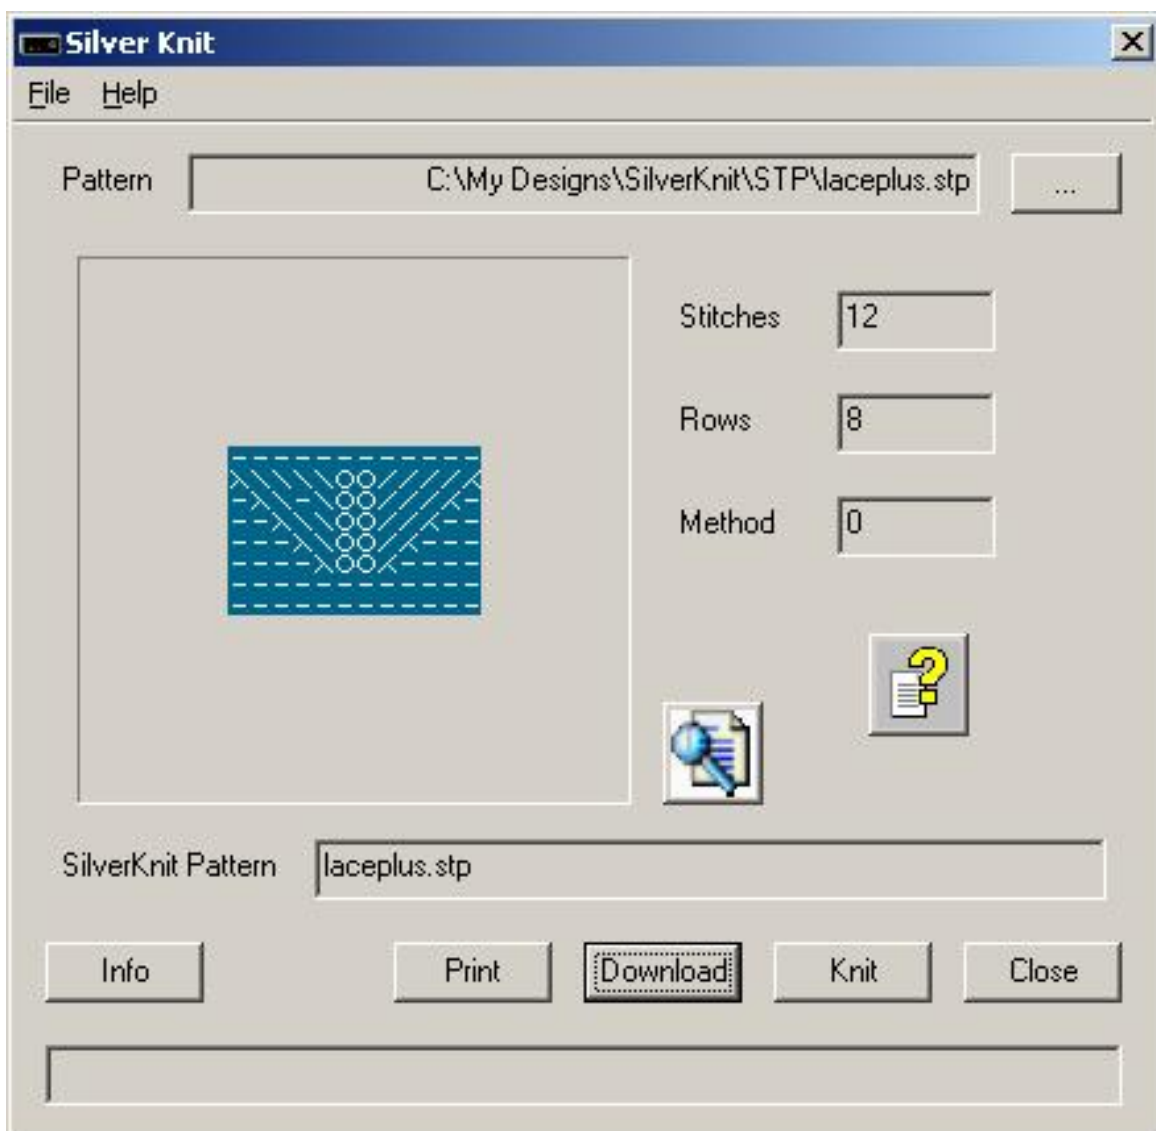 Silver Knit
File Help
Pattern C:\My Designs\SilverKnit\STP\laceplus.stp ...
Stitches 12
Rows 8
Method 0
SilverKnit Pattern laceplus.stp
Info Print Download Knit Close